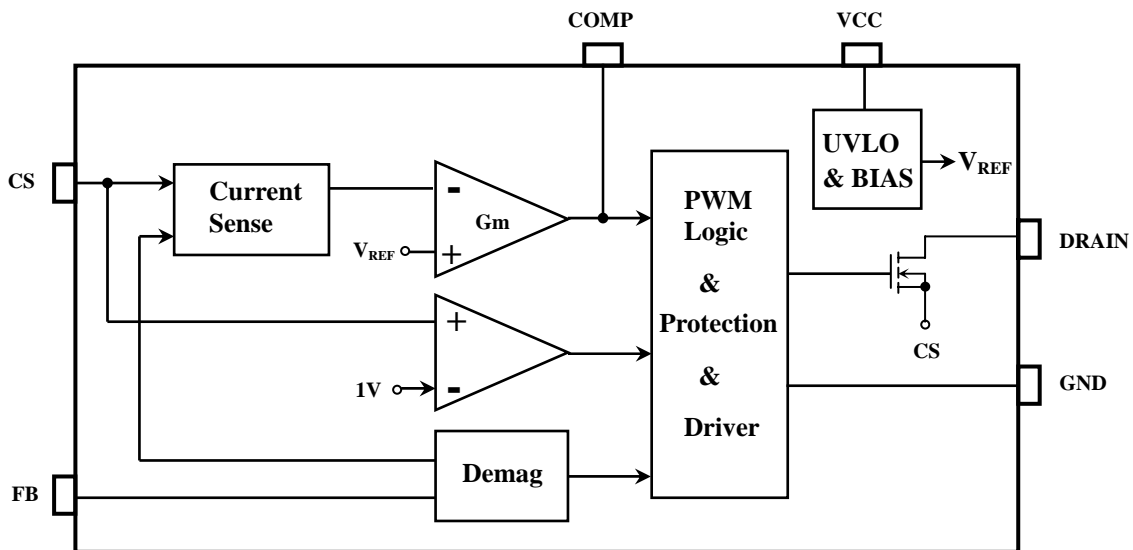 COMP
VCC
UVLO
& BIAS
VREF
CS
Current
Sense
-
Gm
VREF
+
PWM
Logic
&
Protection
&
Driver
DRAIN
CS
+
1V
-
GND
Demag
FB